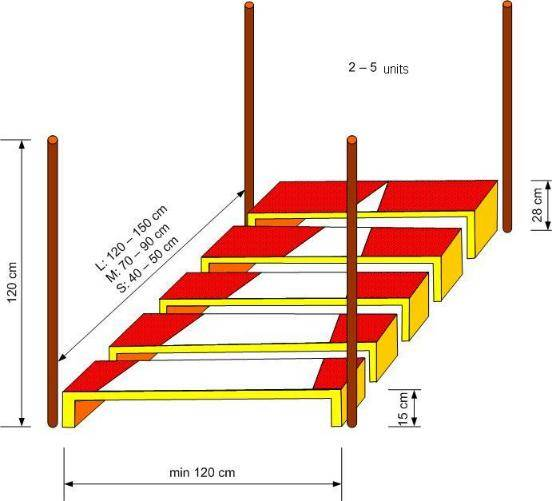 2 – 5 units
28 cm
L: 120 – 150 cm
M: 70 – 90 cm
S: 40 – 50 cm
120 cm
15 cm
min 120 cm